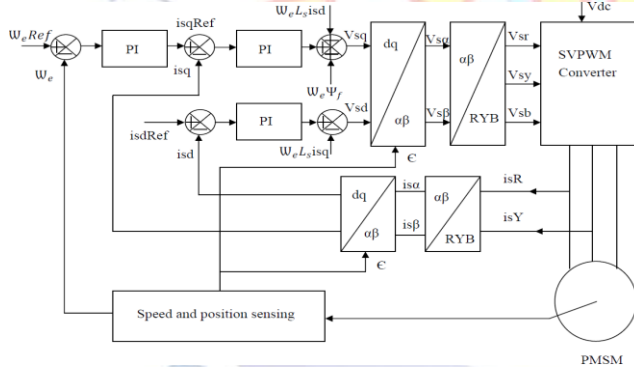 Vdc
WₑLₛisd
WₑRef
PI
isqRef
PI
Vsq
dq
αβ
Vsα
αβ
RYB
Vsr
SVPWM
Converter
Wₑ
isq
WₑΨf
Vsy
isdRef
PI
Vsd
Vsβ
Vsb
isd
WₑLₛisq
Є
dq
αβ
isα
αβ
RYB
isR
isβ
isY
Є
Speed and position sensing
PMSM